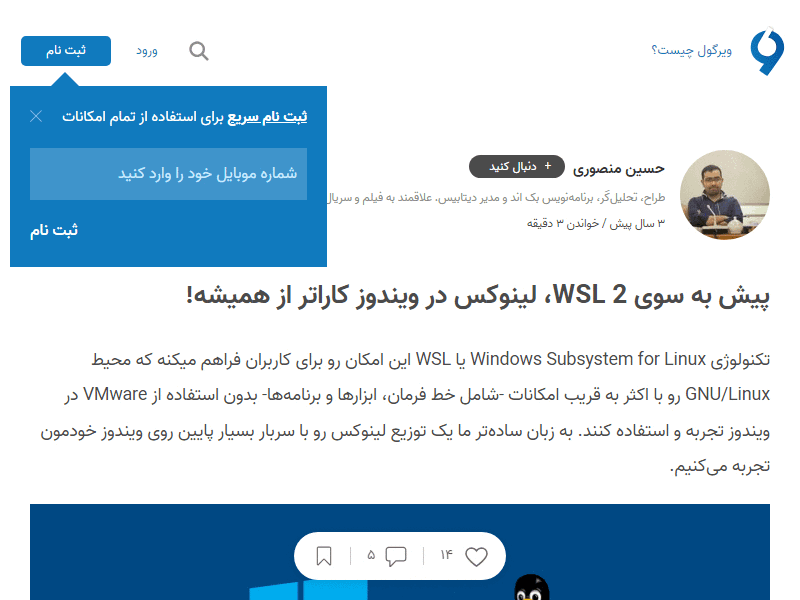 ویرگول چیست؟
ورود
ثبت نام
ثبت نام سریع برای استفاده از تمام امکانات
شماره موبایل خود را وارد کنید
ثبت نام
حسین منصوری
+ دنبال کنید
طراح، تحلیل‌گر، برنامه‌نویس بک اند و مدیر دیتابیس. علاقمند به فیلم و سریال
۳ سال پیش / خواندن ۳ دقیقه
پیش به سوی WSL 2، لینوکس در ویندوز کاراتر از همیشه!
تکنولوژی Windows Subsystem for Linux یا WSL این امکان رو برای کاربران فراهم میکنه که محیط
GNU/Linux رو با اکثر به قریب امکانات -شامل خط فرمان، ابزارها و برنامه‌ها- بدون استفاده از VMware در
ویندوز تجربه و استفاده کنند. به زبان ساده‌تر ما یک توزیع لینوکس رو با سربار بسیار پایین روی ویندوز خودمون
تجربه می‌کنیم.
۱۴
۵